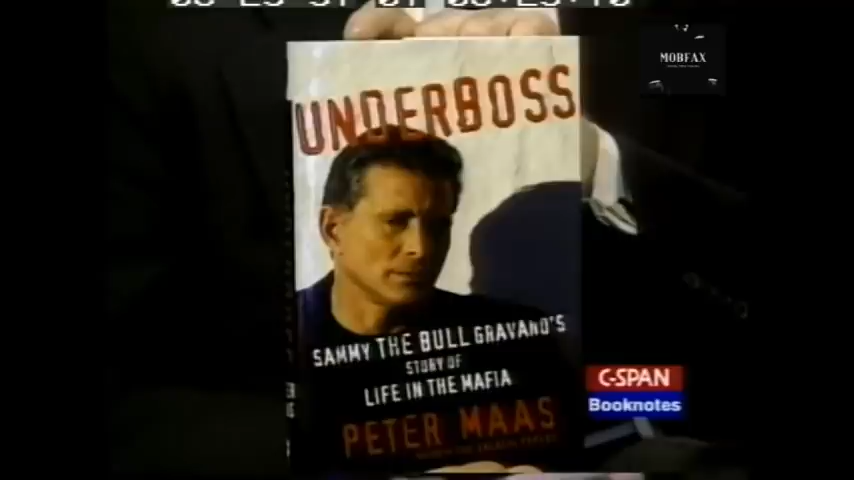 MOBFAX
UNDERBOSS
SAMMY THE BULL GRAVANO'S
STORY OF
LIFE IN THE MAFIA
PETER MAAS
C-SPAN
Booknotes